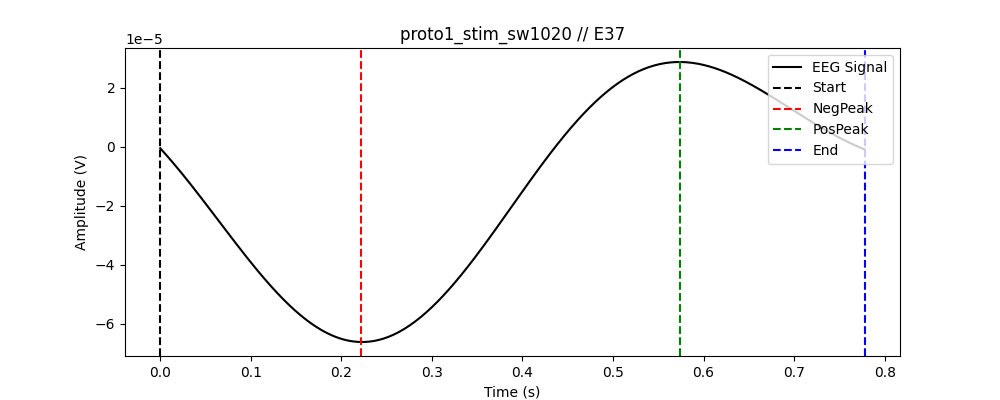 proto1_stim_sw1020 // E37
1e−5
2
0
−2
−4
−6
Amplitude (V)
0.0 0.1 0.2 0.3 0.4 0.5 0.6 0.7 0.8
Time (s)
EEG Signal
Start
NegPeak
PosPeak
End